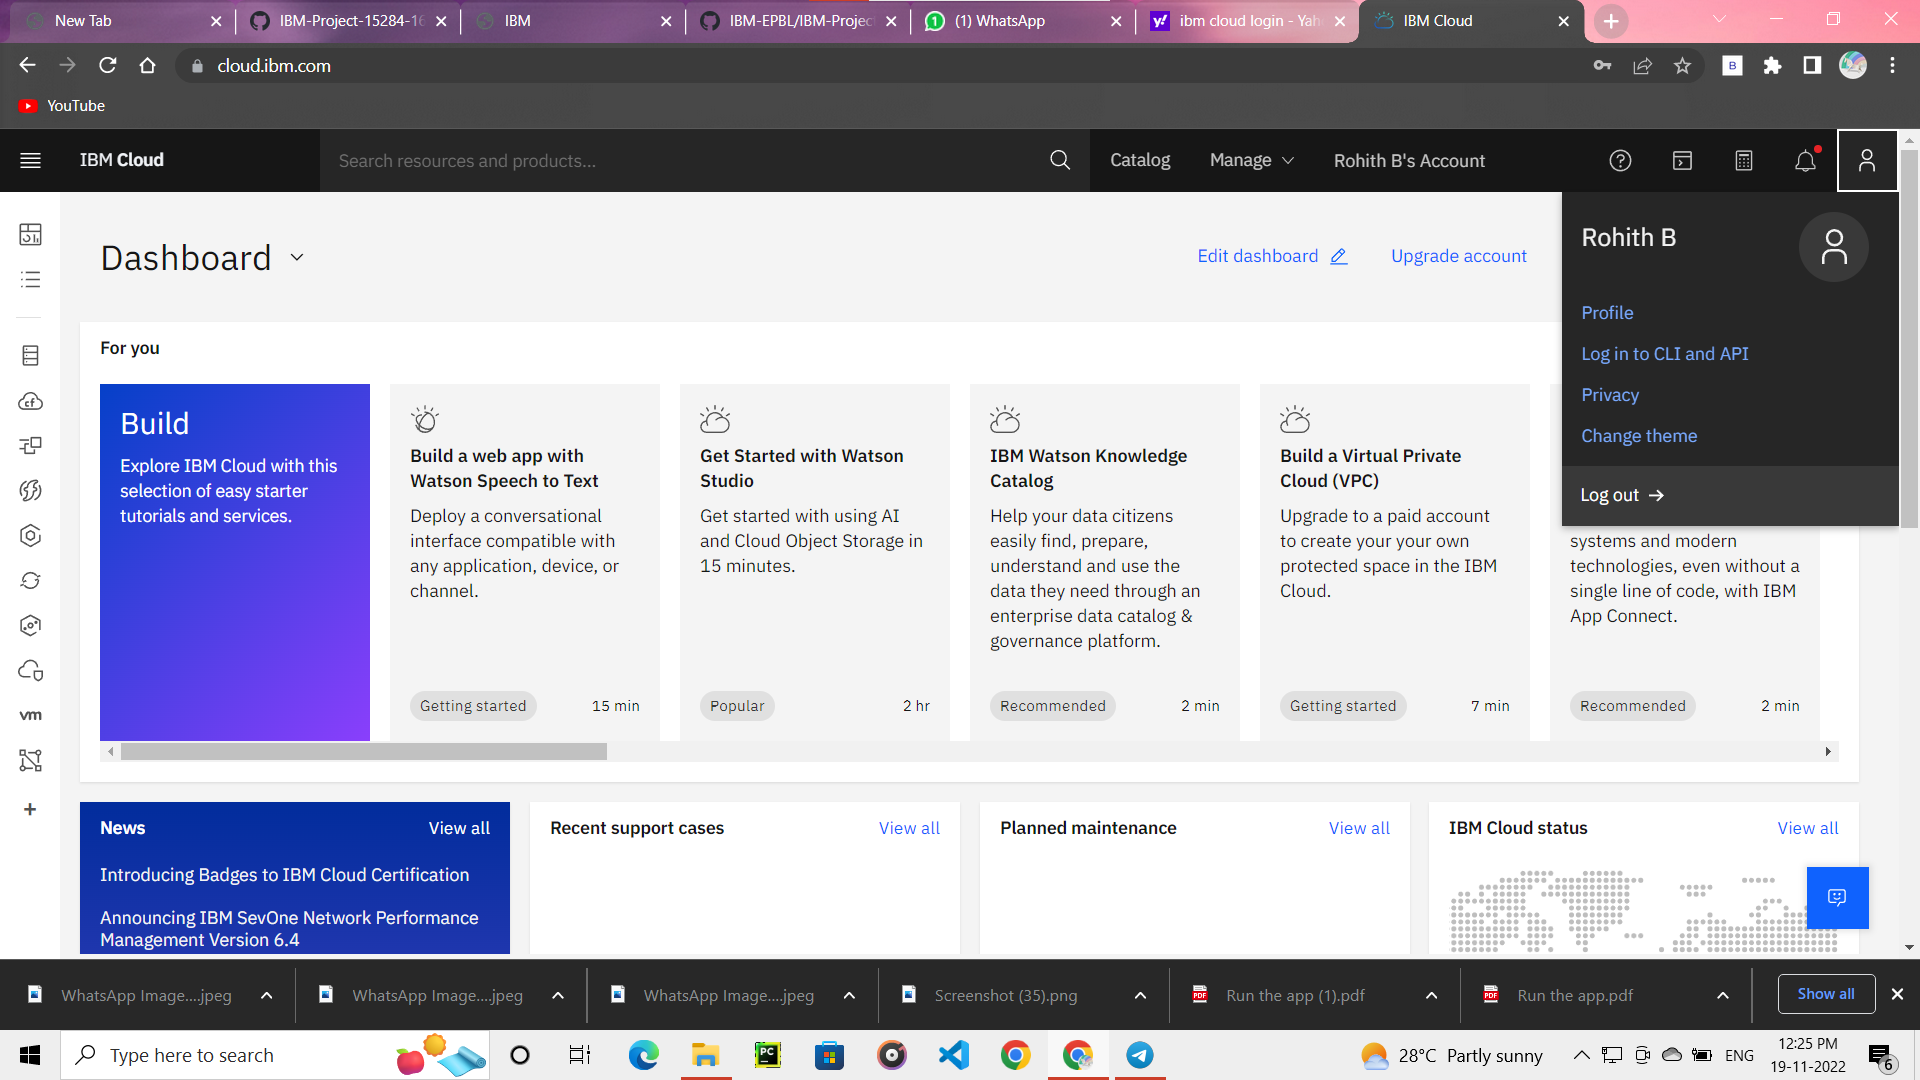 New Tab
IBM-Project-15284-16
IBM
IBM-EPBL/IBM-Project
(1) WhatsApp
ibm cloud login - Yah
IBM Cloud
cloud.ibm.com
YouTube
IBM Cloud
Search resources and products...
Catalog
Manage
Rohith B's Account
Dashboard
Edit dashboard
Upgrade account
Rohith B
Profile
Log in to CLI and API
Privacy
Change theme
Log out →
For you
Build
Explore IBM Cloud with this
selection of easy starter
tutorials and services.
Build a web app with
Watson Speech to Text
Deploy a conversational
interface compatible with
any application, device, or
channel.
Getting started
15 min
Get Started with Watson
Studio
Get started with using AI
and Cloud Object Storage in
15 minutes.
Popular
2 hr
IBM Watson Knowledge
Catalog
Help your data citizens
easily find, prepare,
understand and use the
data they need through an
enterprise data catalog &
governance platform.
Recommended
2 min
Build a Virtual Private
Cloud (VPC)
Upgrade to a paid account
to create your your own
protected space in the IBM
Cloud.
Getting started
7 min
systems and modern
technologies, even without a
single line of code, with IBM
App Connect.
Recommended
2 min
vm
News
View all
Introducing Badges to IBM Cloud Certification
Announcing IBM SevOne Network Performance
Management Version 6.4
Recent support cases
View all
Planned maintenance
View all
IBM Cloud status
View all
WhatsApp Image....jpeg
WhatsApp Image....jpeg
WhatsApp Image....jpeg
Screenshot (35).png
Run the app (1).pdf
Run the app.pdf
Show all
Type here to search
28°C Partly sunny
ENG
12:25 PM
19-11-2022
6